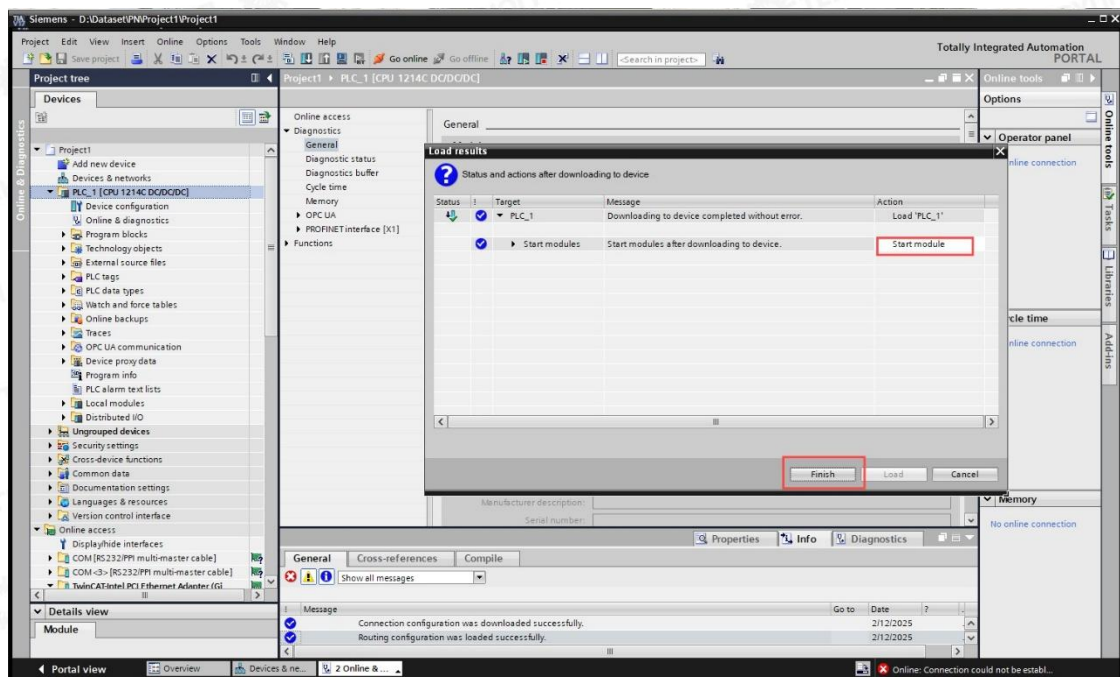 Siemens - D:\Dataset\PN\Project1\Project1
Project Edit View Insert Online Options Tools Window Help
Save project Go online Go offline <Search in project>
Totally Integrated Automation
PORTAL
Project tree
Project1 ▸ PLC_1 [CPU 1214C DC/DC/DC]
Online tools
Devices
Options
Online & Diagnostics
Project1
Add new device
Devices & networks
PLC_1 [CPU 1214C DC/DC/DC]
Device configuration
Online & diagnostics
Program blocks
Technology objects
External source files
PLC tags
PLC data types
Watch and force tables
Online backups
Traces
OPC UA communication
Device proxy data
Program info
PLC alarm text lists
Local modules
Distributed I/O
Ungrouped devices
Security settings
Cross-device functions
Common data
Documentation settings
Languages & resources
Version control interface
Online access
Display/hide interfaces
COM [RS232/PPI multi-master cable]
COM <3> [RS232/PPI multi-master cable]
TwinCAT-Intel PCI Ethernet Adapter (Gi
Details view
Module
Online access
Diagnostics
General
Diagnostic status
Diagnostics buffer
Cycle time
Memory
OPC UA
PROFINET interface [X1]
Functions
General
Load results
Status and actions after downloading to device
Status ! Target Message Action
PLC_1 Downloading to device completed without error. Load 'PLC_1'
Start modules Start modules after downloading to device. Start module
Finish Load Cancel
Manufacturer description:
Serial number:
Operator panel
nline connection
cle time
nline connection
Memory
No online connection
Online tools
Tasks
Libraries
Add-ins
Properties Info Diagnostics
General Cross-references Compile
Show all messages
! Message Go to Date ?
Connection configuration was downloaded successfully. 2/12/2025
Routing configuration was loaded successfully. 2/12/2025
Portal view Overview Devices & ne... 2 Online & ... Online: Connection could not be establ...